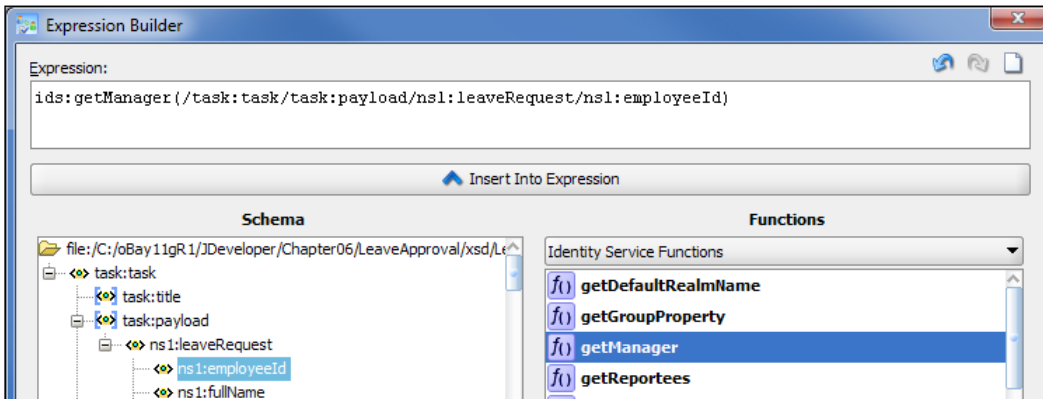 Expression Builder
Expression:
ids:getManager(/task:task/task:payload/ns1:leaveRequest/ns1:employeeId)
Insert Into Expression
Schema
Functions
file:/C:/oBay11gR1/JDeveloper/Chapter06/LeaveApproval/xsd/Le
Identity Service Functions
task:task
task:title
task:payload
ns1:leaveRequest
ns1:employeeId
ns1:fullName
f() getDefaultRealmName
f() getGroupProperty
f() getManager
f() getReportees